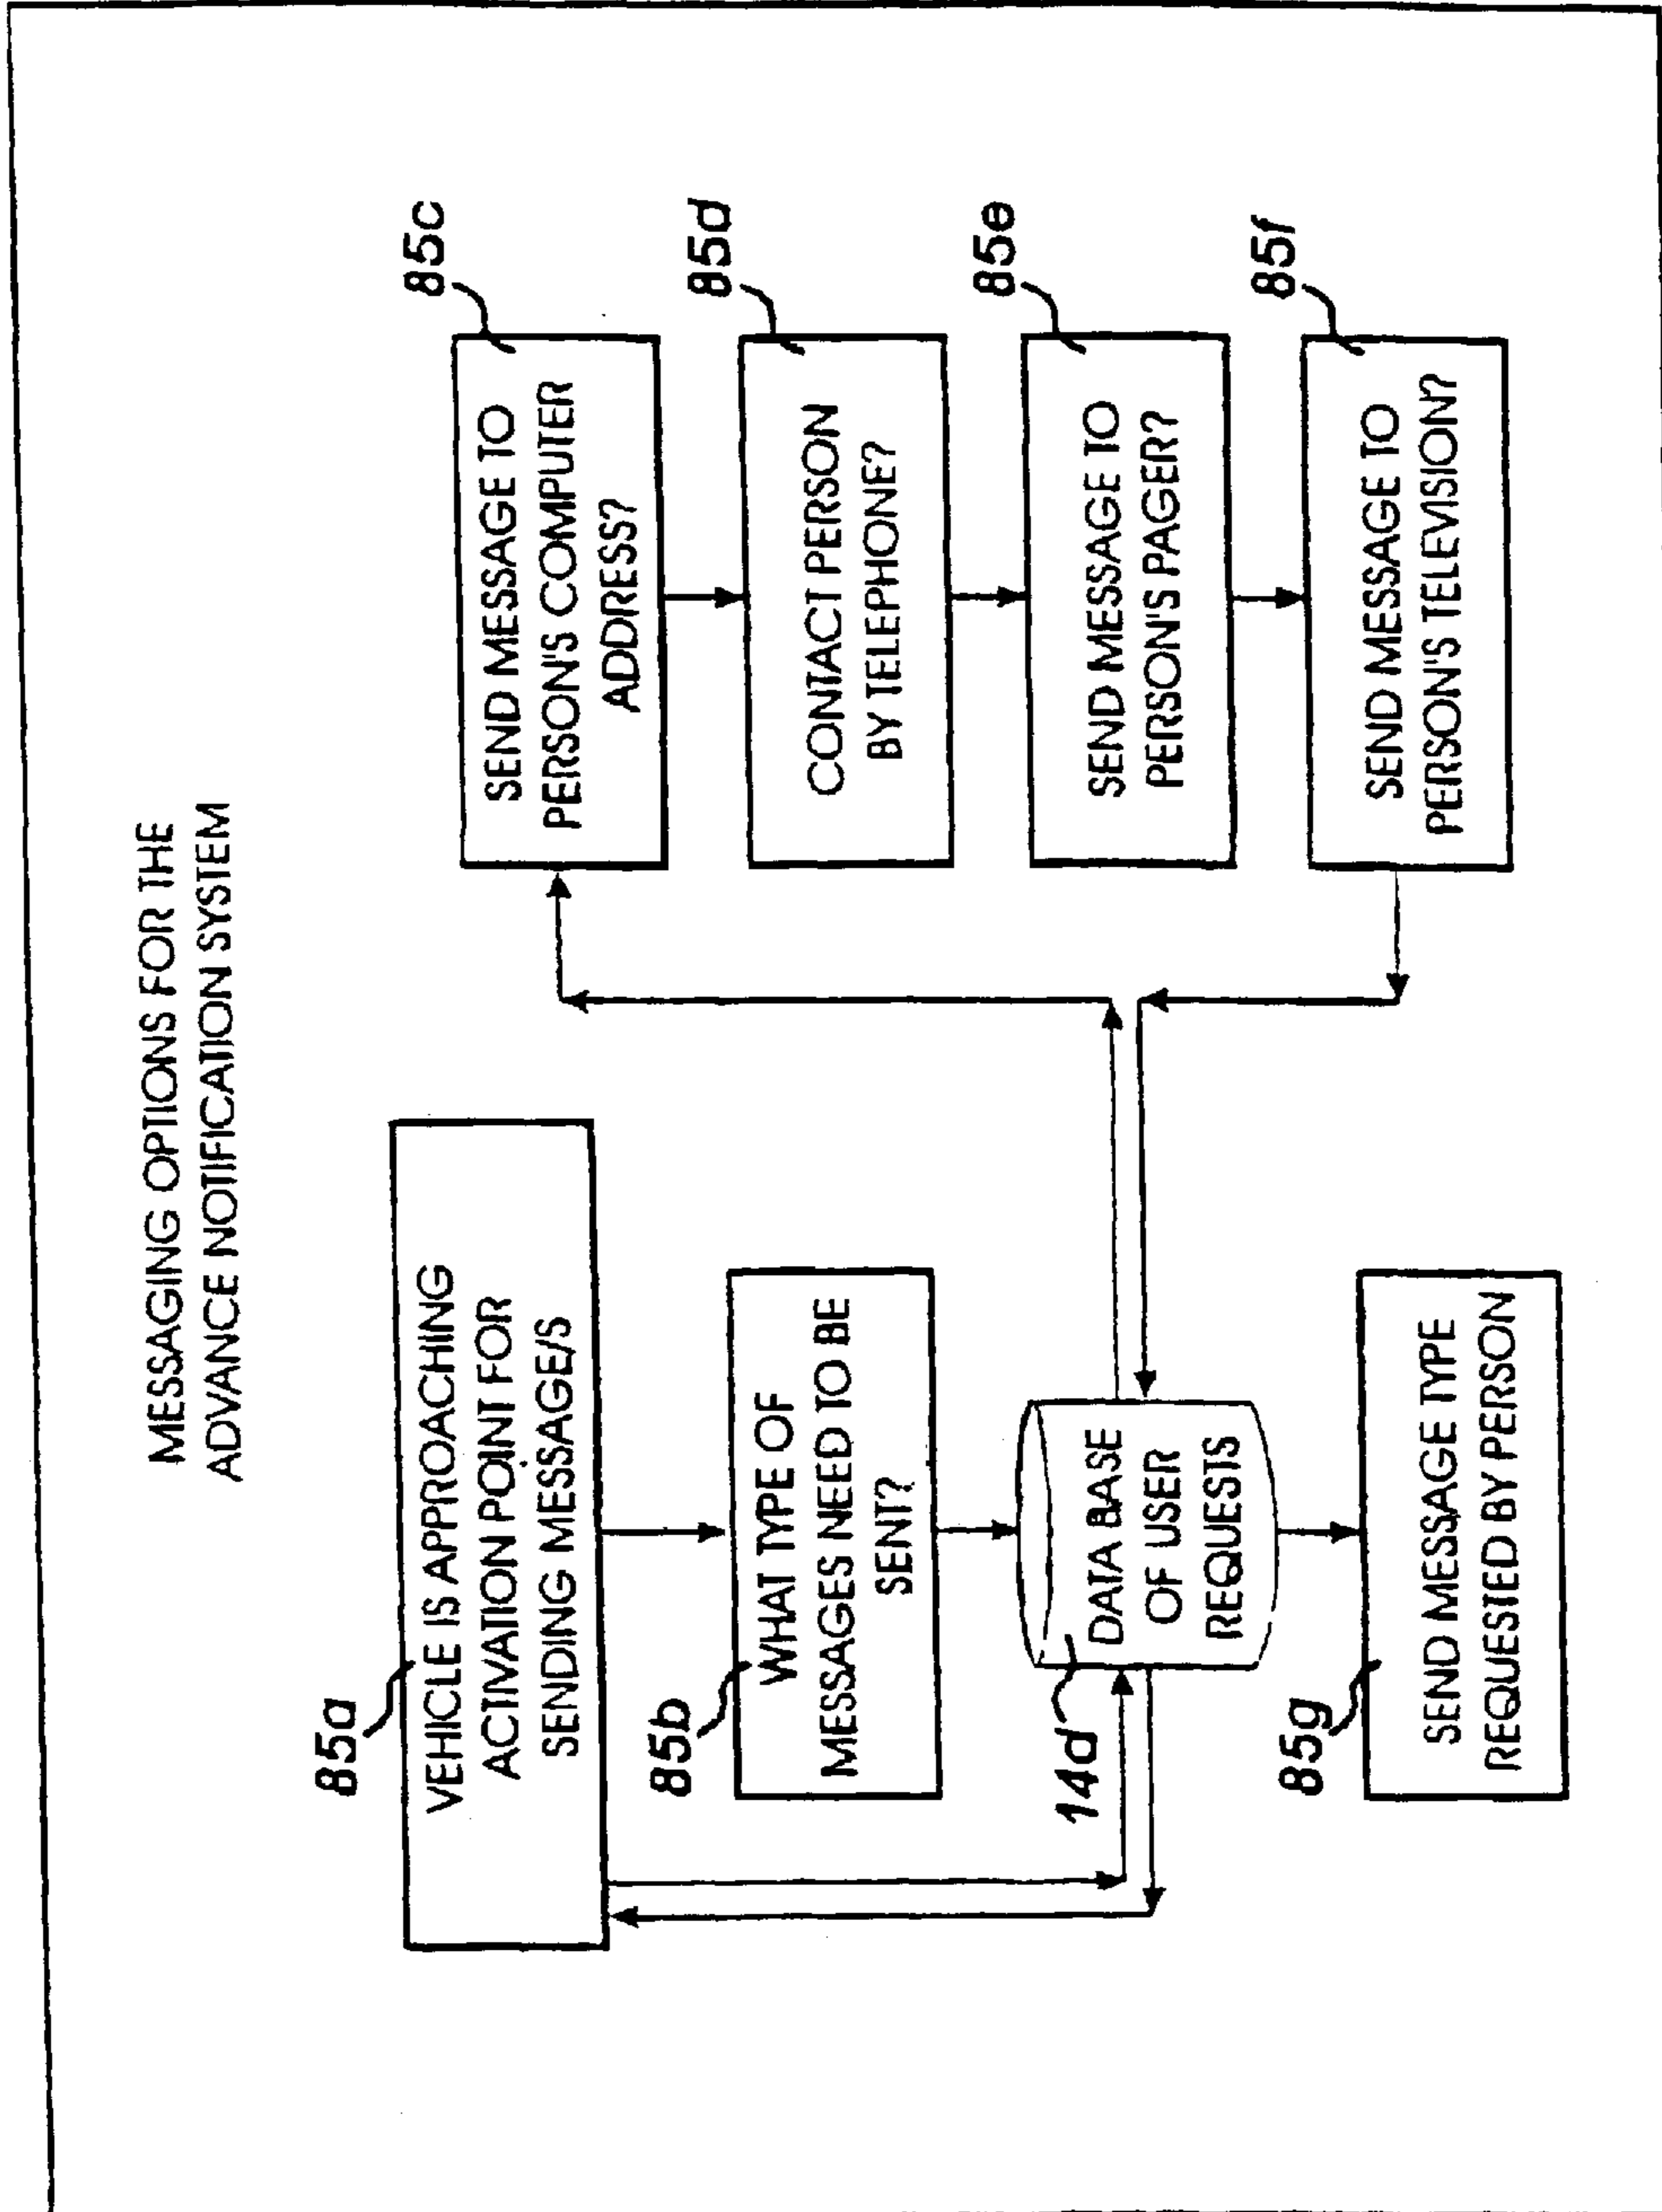 MESSAGING OPTIONS FOR THE
ADVANCE NOTIFICATION SYSTEM
85a
VEHICLE IS APPROACHING
ACTIVATION POINT FOR
SENDING MESSAGE/S
85b
WHAT TYPE OF
MESSAGES NEED TO BE
SENT?
14d
DATA BASE
OF USER
REQUESTS
85g
SEND MESSAGE TYPE
REQUESTED BY PERSON
85c
SEND MESSAGE TO
PERSON'S COMPUTER
ADDRESS?
85d
CONTACT PERSON
BY TELEPHONE?
85e
SEND MESSAGE TO
PERSON'S PAGER?
85f
SEND MESSAGE TO
PERSON'S TELEVISION?